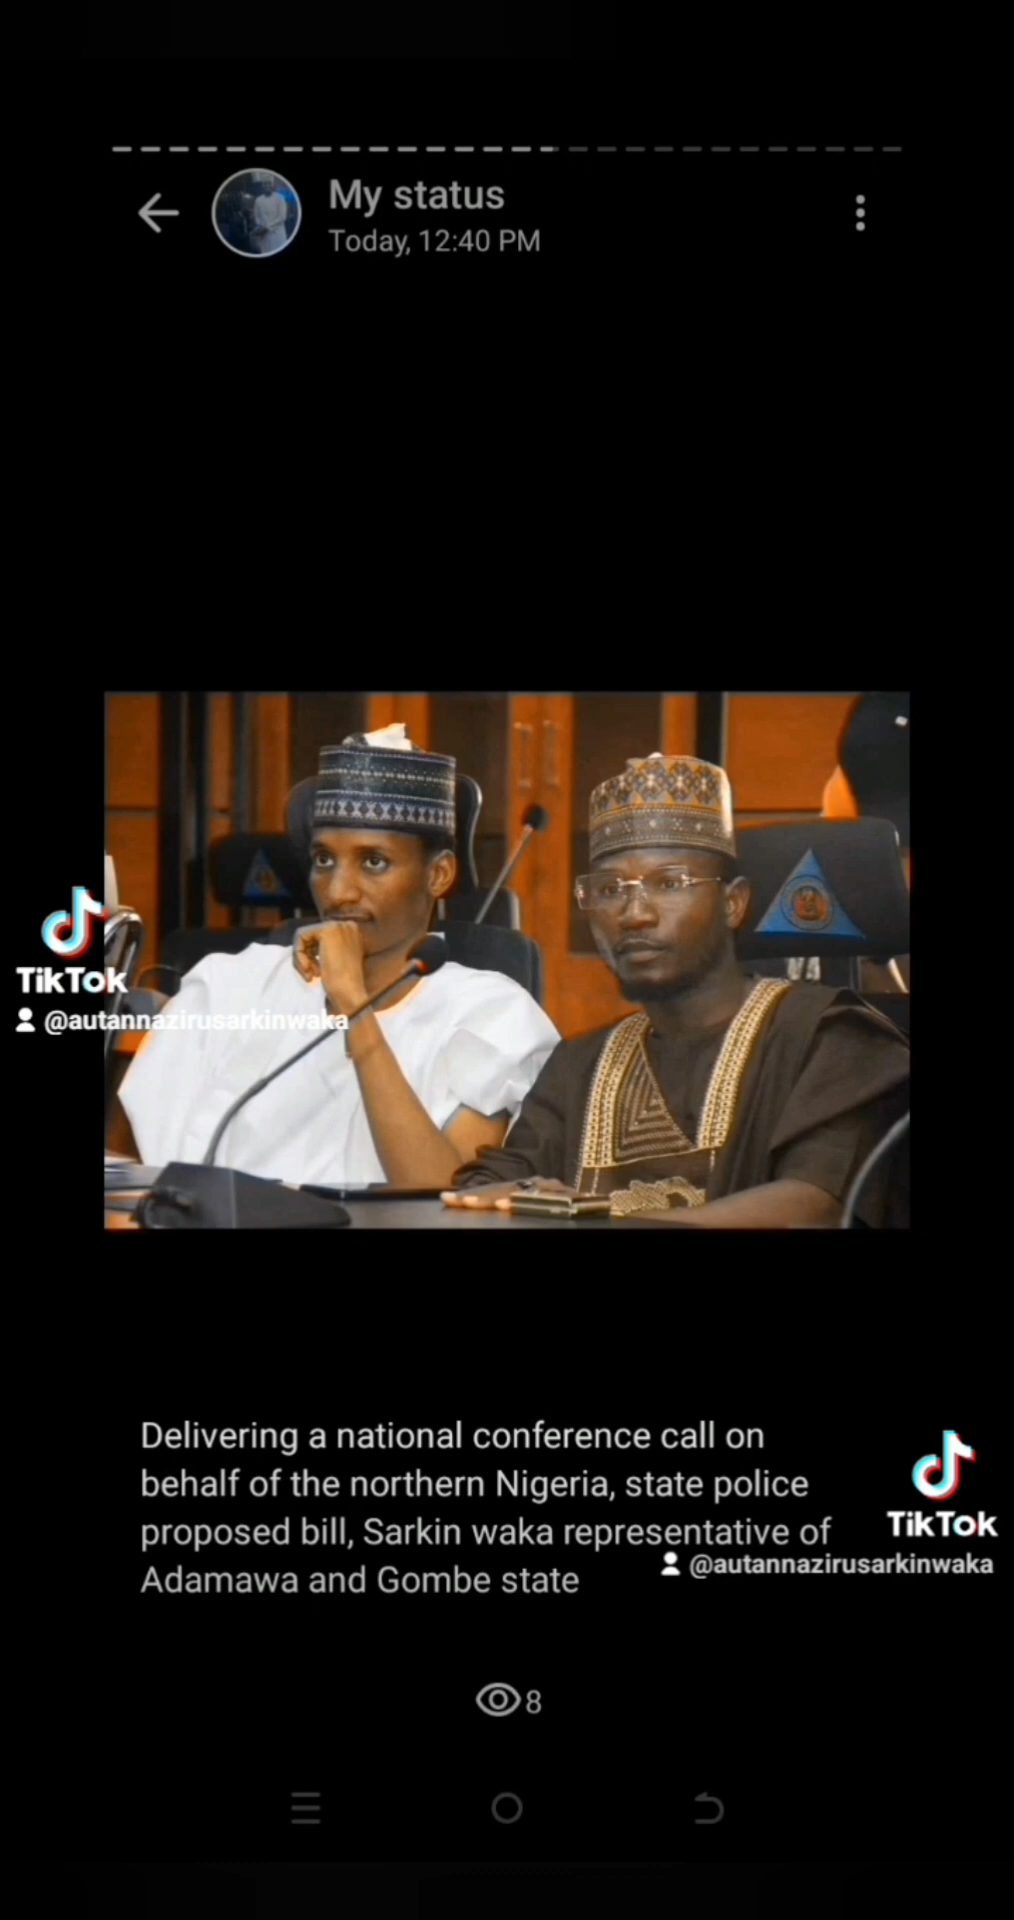 My status
Today, 12:40 PM
TikTok
@autannazirusarkinwaka
Delivering a national conference call on
behalf of the northern Nigeria, state police
proposed bill, Sarkin waka representative of
Adamawa and Gombe state
TikTok
@autannazirusarkinwaka
8